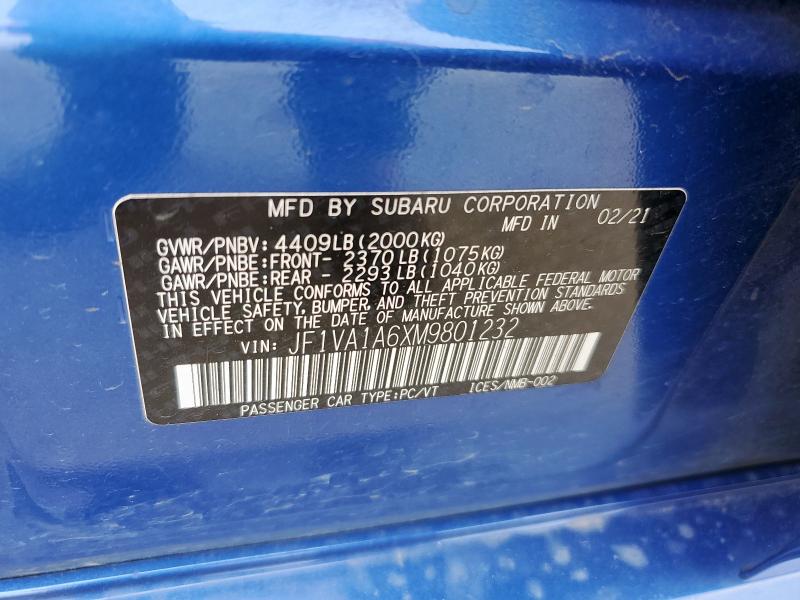 MFD BY SUBARU CORPORATION
MFD IN 02/21
GVWR/PNBV: 4409LB(2000KG)
GAWR/PNBE:FRONT- 2370LB(1075KG)
GAWR/PNBE:REAR - 2293LB(1040KG)
THIS VEHICLE CONFORMS TO ALL APPLICABLE FEDERAL MOTOR
VEHICLE SAFETY, BUMPER, AND THEFT PREVENTION STANDARDS
IN EFFECT ON THE DATE OF MANUFACTURE SHOWN ABOVE.
VIN: JF1VA1A6XM9801232
PASSENGER CAR TYPE:PC/VT ICES/NMB-002